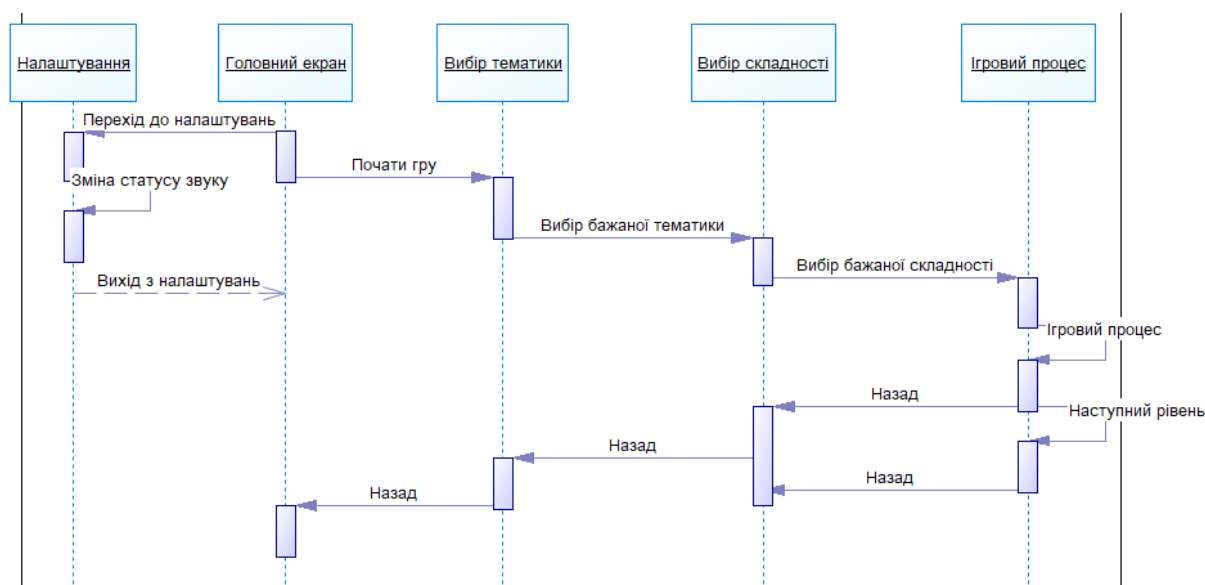 Налаштування
Головний екран
Вибір тематики
Вибір складності
Ігровий процес
Перехід до налаштувань
Почати гру
Зміна статусу звуку
Вибір бажаної тематики
Вибір бажаної складності
Вихід з налаштувань
Ігровий процес
Назад
Наступний рівень
Назад
Назад
Назад